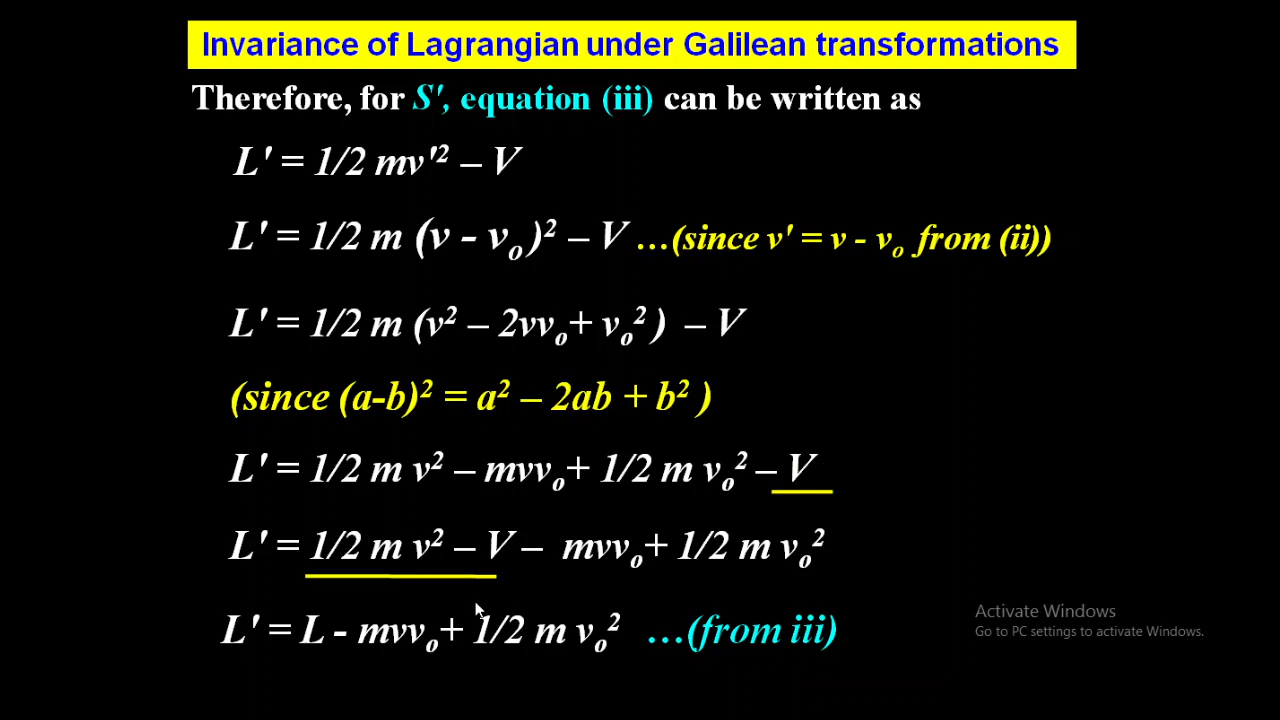 Invariance of Lagrangian under Galilean transformations
Therefore, for S', equation (iii) can be written as
L' = 1/2 mv'² – V
L' = 1/2 m (v - vₒ)² – V ...(since v' = v - vₒ from (ii))
L' = 1/2 m (v² – 2vvₒ+ vₒ² ) – V
(since (a-b)² = a² – 2ab + b² )
L' = 1/2 m v² – mvvₒ+ 1/2 m vₒ² – V
L' = 1/2 m v² – V – mvvₒ+ 1/2 m vₒ²
L' = L - mvvₒ+ 1/2 m vₒ² ...(from iii)
Activate Windows
Go to PC settings to activate Windows.